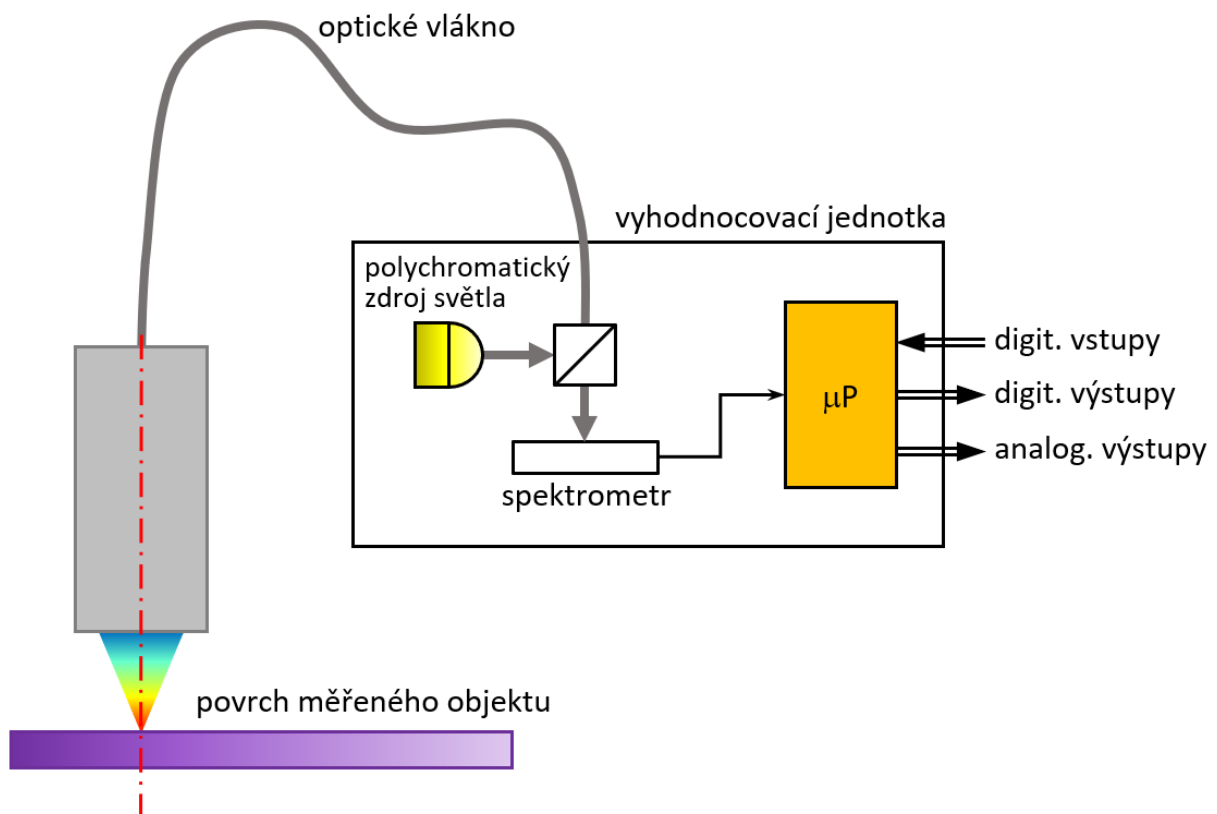 optické vlákno
vyhodnocovací jednotka
polychromatický
zdroj světla
digit. vstupy
μP
digit. výstupy
analog. výstupy
spektrometr
povrch měřeného objektu